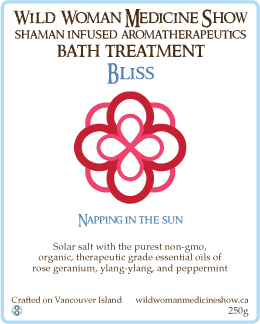 Wild Woman Medicine Show
shaman infused aromatherapeutics
bath treatment
Bliss
Napping in the sun
Solar salt with the purest non-gmo,
organic, therapeutic grade essential oils of
rose geranium, ylang-ylang, and peppermint
Crafted on Vancouver Island wildwomanmedicineshow.ca
250g